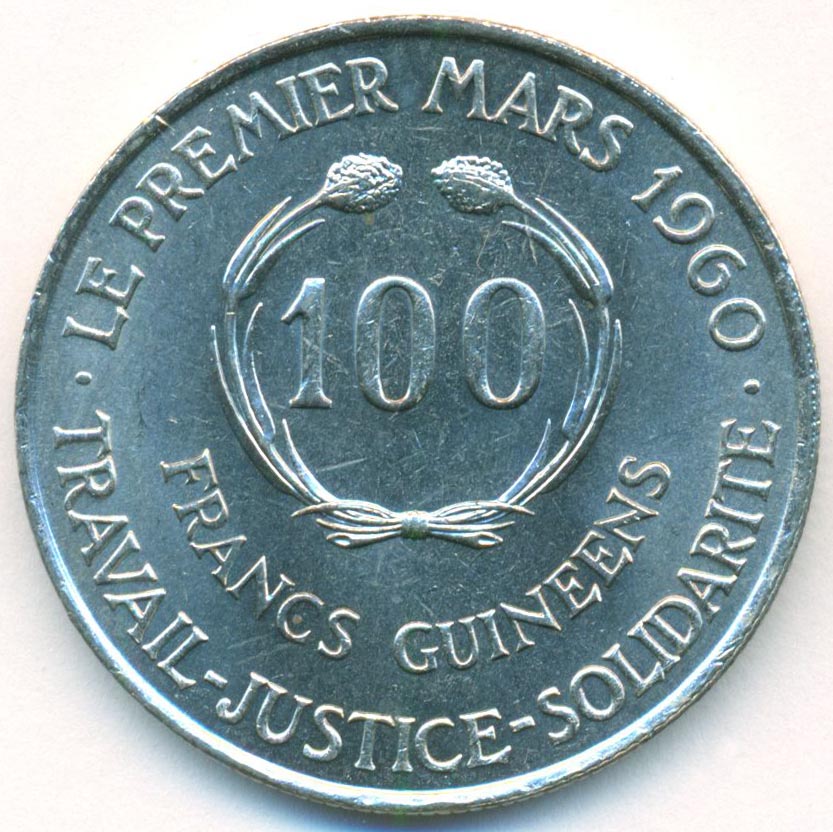 · LE PREMIER MARS 1960 ·
100
FRANCS GUINEENS
TRAVAIL-JUSTICE-SOLIDARITE